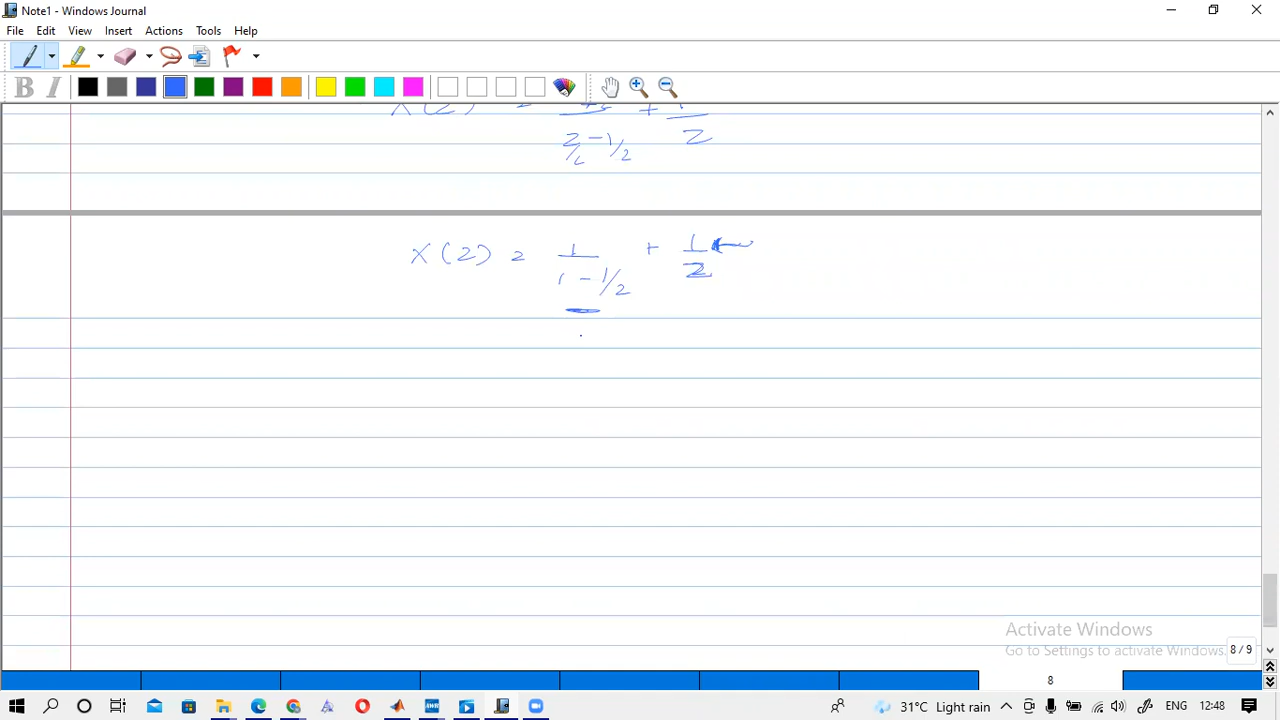 Note1 - Windows Journal
File Edit View Insert Actions Tools Help
B I
X(Z) =
Z - 1/2 Z
X(Z) = 1 + 1
1 - 1/2 Z
Activate Windows
Go to Settings to activate Windows.
8 / 9
8
31°C Light rain ENG 12:48